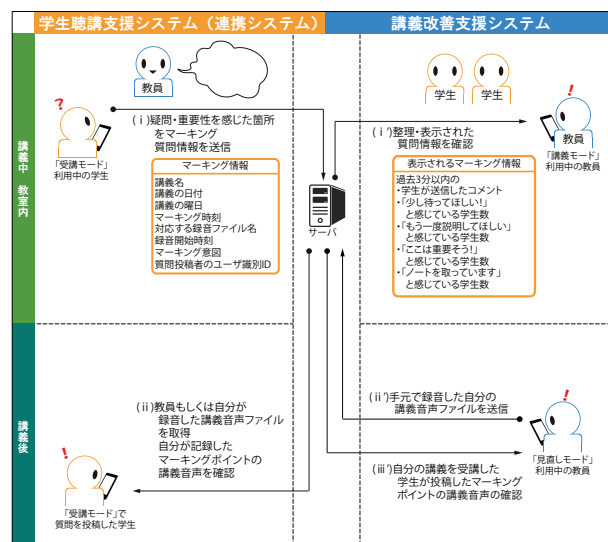 学生聴講支援システム（連携システム）
講義改善支援システム
講義中 教室内
教員
?
「受講モード」
利用中の学生
(ⅰ)疑問・重要性を感じた箇所
をマーキング
質問情報を送信
マーキング情報
講義名
講義の日付
講義の曜日
マーキング時刻
対応する録音ファイル名
録音開始時刻
マーキング意図
質問投稿者のユーザ識別ID
サーバ
学生
学生
(ⅰ')整理・表示された
質問情報を確認
!
教員
「講義モード」
利用中の教員
表示されるマーキング情報
過去3分以内の
・学生が送信したコメント
・「少し待ってほしい!」
と感じている学生数
・「もう一度説明してほしい」
と感じている学生数
・「ここは重要そう!」
と感じている学生数
・「ノートを取っています」
と感じている学生数
講義後
(ⅱ)教員もしくは自分が
録音した講義音声ファイル
を取得
自分が記録した
マーキングポイントの
講義音声を確認
!
「受講モード」で
質問を投稿した学生
(ⅱ')手元で録音した自分の
講義音声ファイルを送信
!
「見直しモード」
利用中の教員
(ⅲ')自分の講義を受講した
学生が投稿したマーキング
ポイントの講義音声の確認